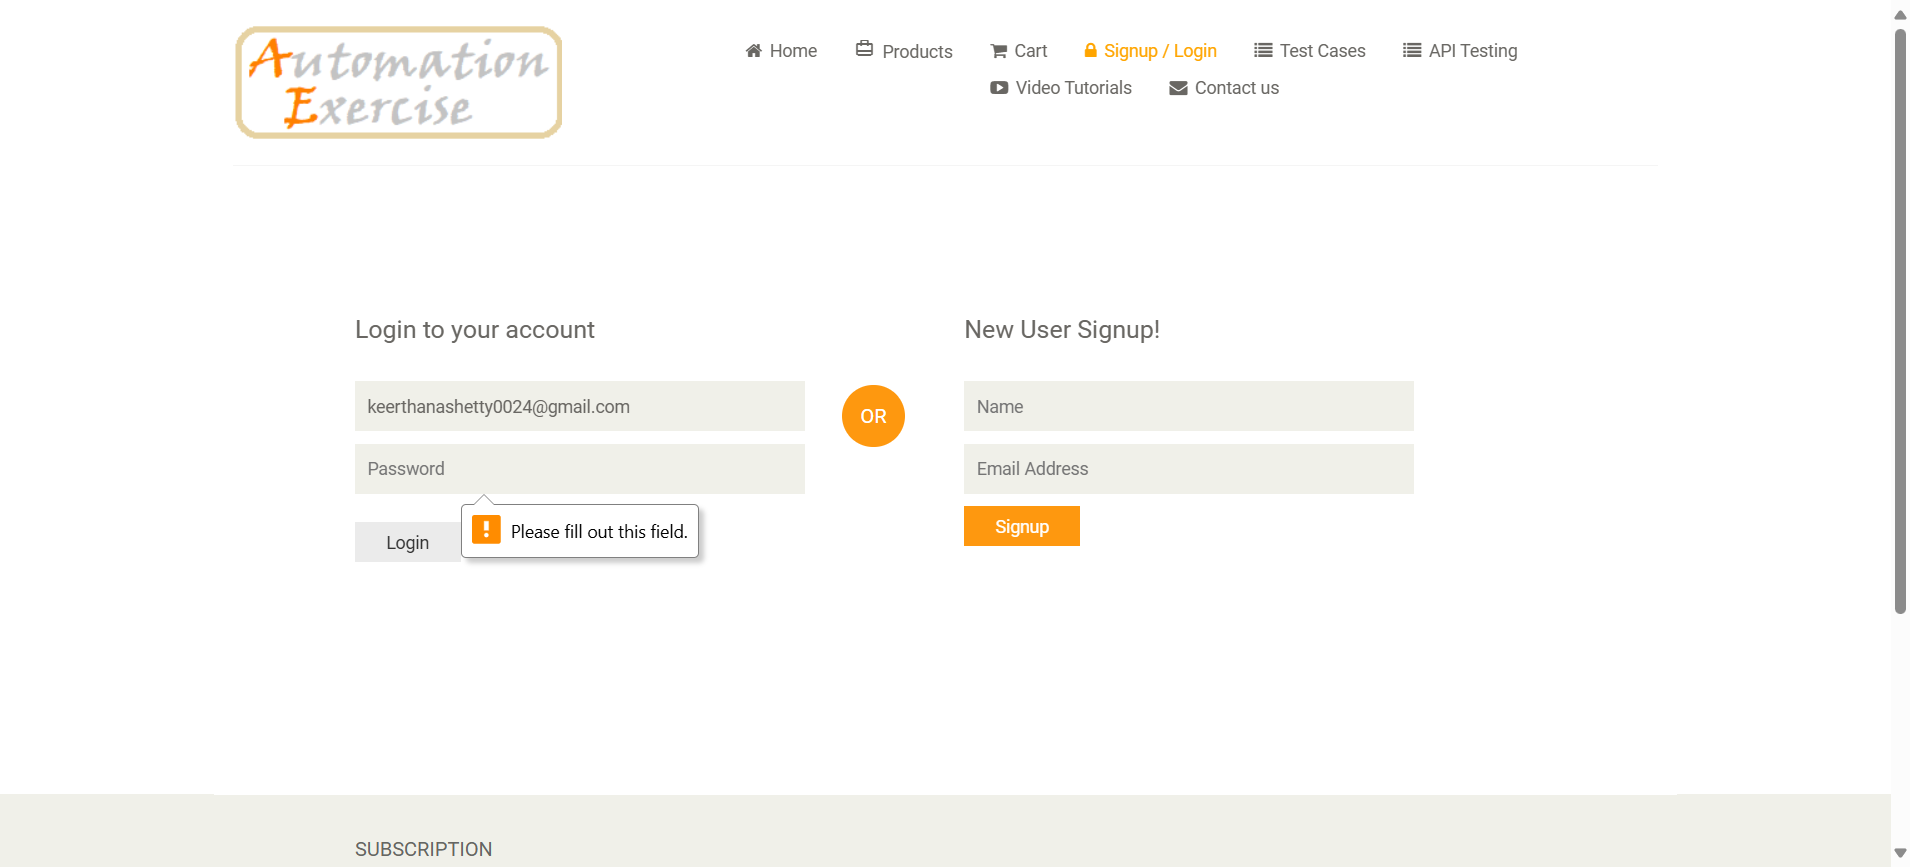 Automation
Exercise
Home
Products
Cart
Signup / Login
Test Cases
API Testing
Video Tutorials
Contact us
Login to your account
keerthanashetty0024@gmail.com
Password
Please fill out this field.
Login
OR
New User Signup!
Name
Email Address
Signup
SUBSCRIPTION